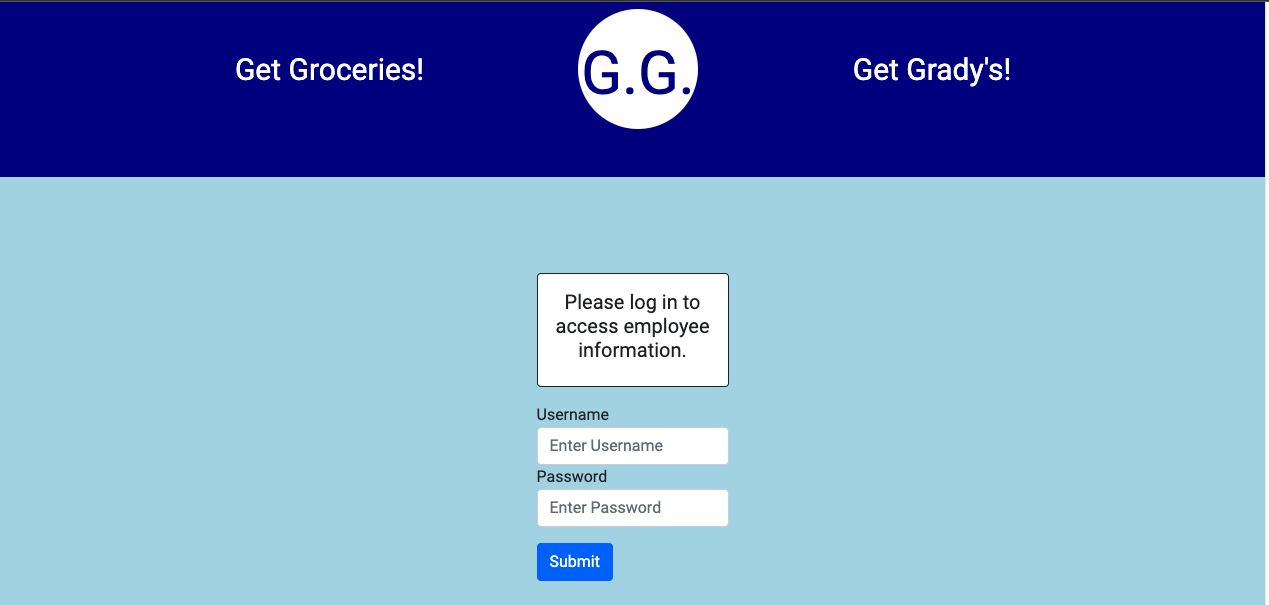 Get Groceries!
G.G.
Get Grady's!
Please log in to
access employee
information.
Username
Enter Username
Password
Enter Password
Submit